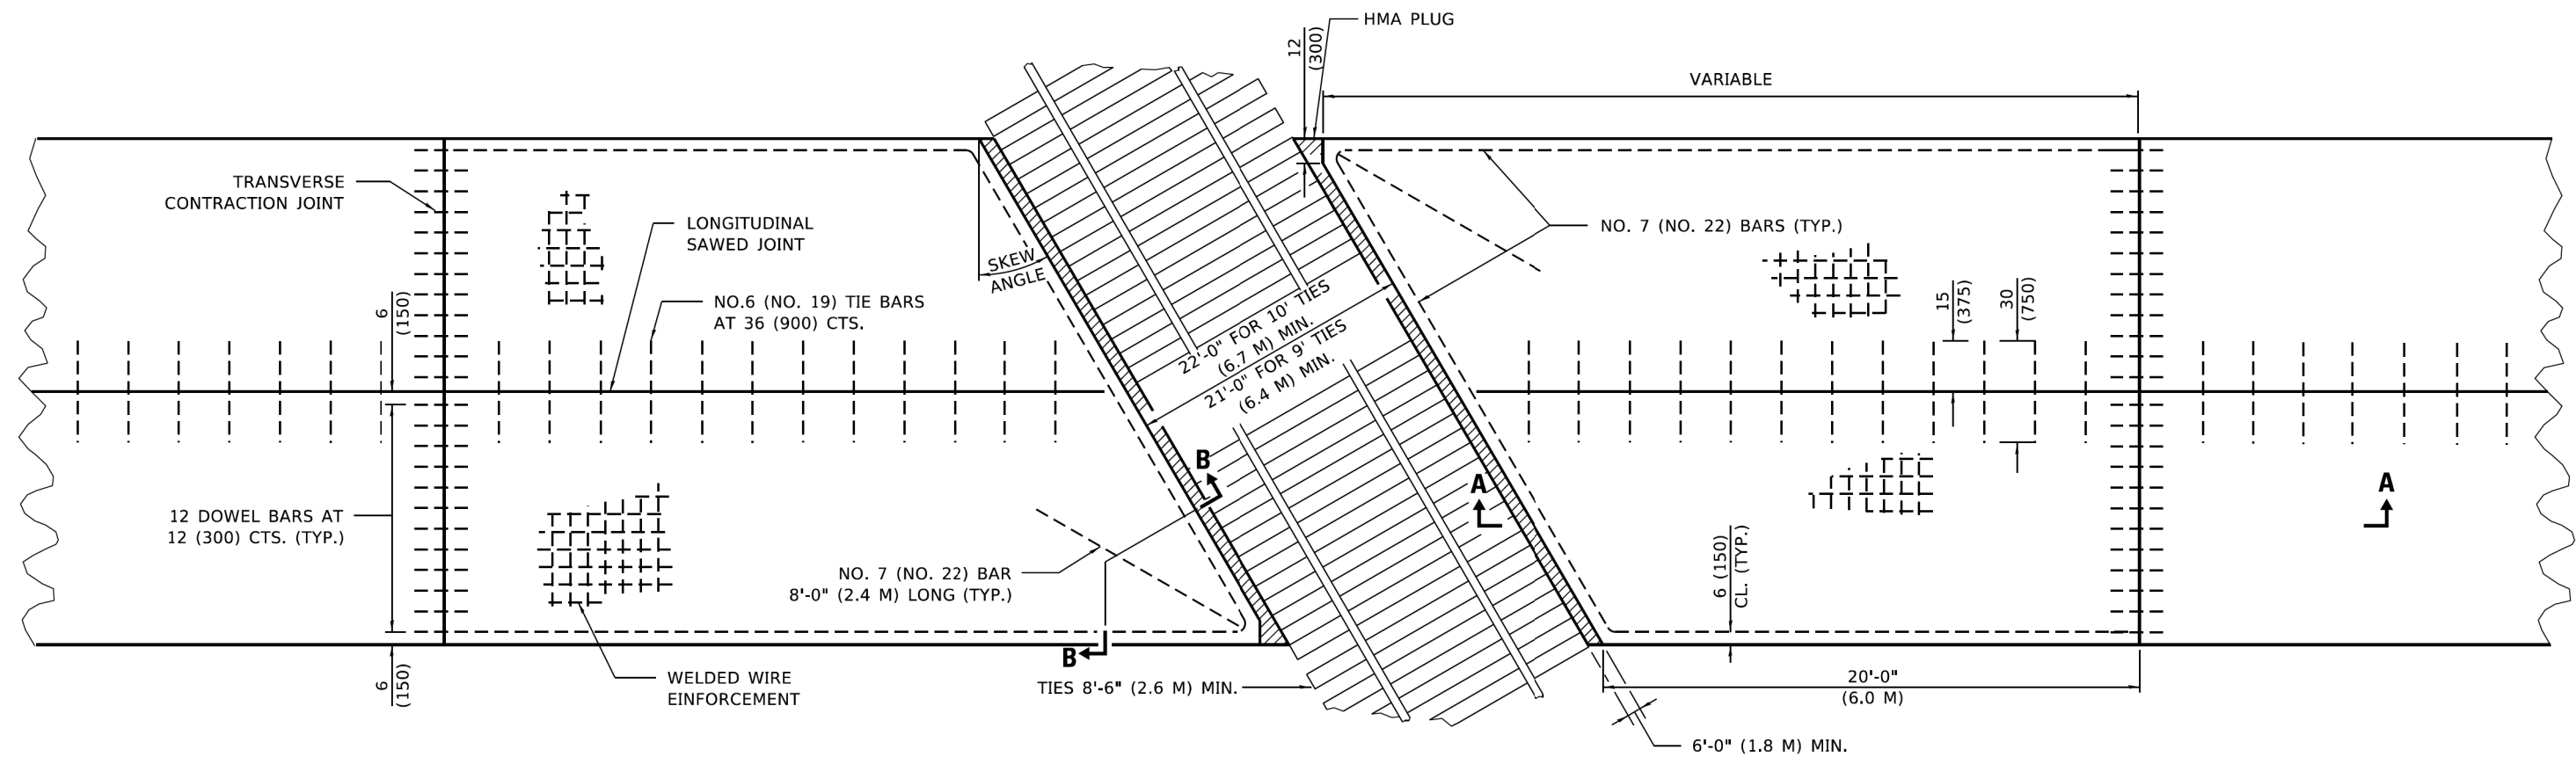 HMA PLUG
12
(300)
VARIABLE
TRANSVERSE
CONTRACTION JOINT
LONGITUDINAL
SAWED JOINT
SKEW
ANGLE
NO. 7 (NO. 22) BARS (TYP.)
NO.6 (NO. 19) TIE BARS
AT 36 (900) CTS.
6
(150)
22'-0" FOR 10' TIES
(6.7 M) MIN.
21'-0" FOR 9' TIES
(6.4 M) MIN.
15
(375)
30
(750)
B
A
A
12 DOWEL BARS AT
12 (300) CTS. (TYP.)
NO. 7 (NO. 22) BAR
8'-0" (2.4 M) LONG (TYP.)
6 (150)
CL. (TYP.)
B
6
(150)
WELDED WIRE
EINFORCEMENT
TIES 8'-6" (2.6 M) MIN.
20'-0"
(6.0 M)
6'-0" (1.8 M) MIN.